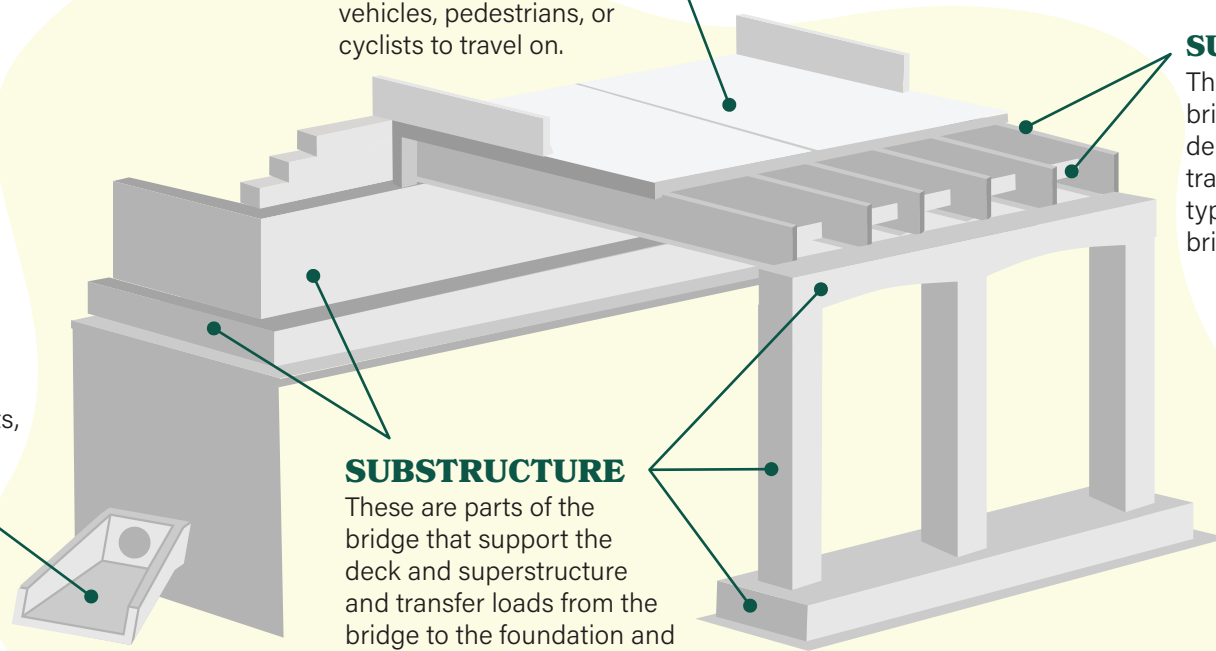 vehicles, pedestrians, or
cyclists to travel on.
SUBSTRUCTURE
These are parts of the
bridge that support the
deck and superstructure
and transfer loads from the
bridge to the foundation and